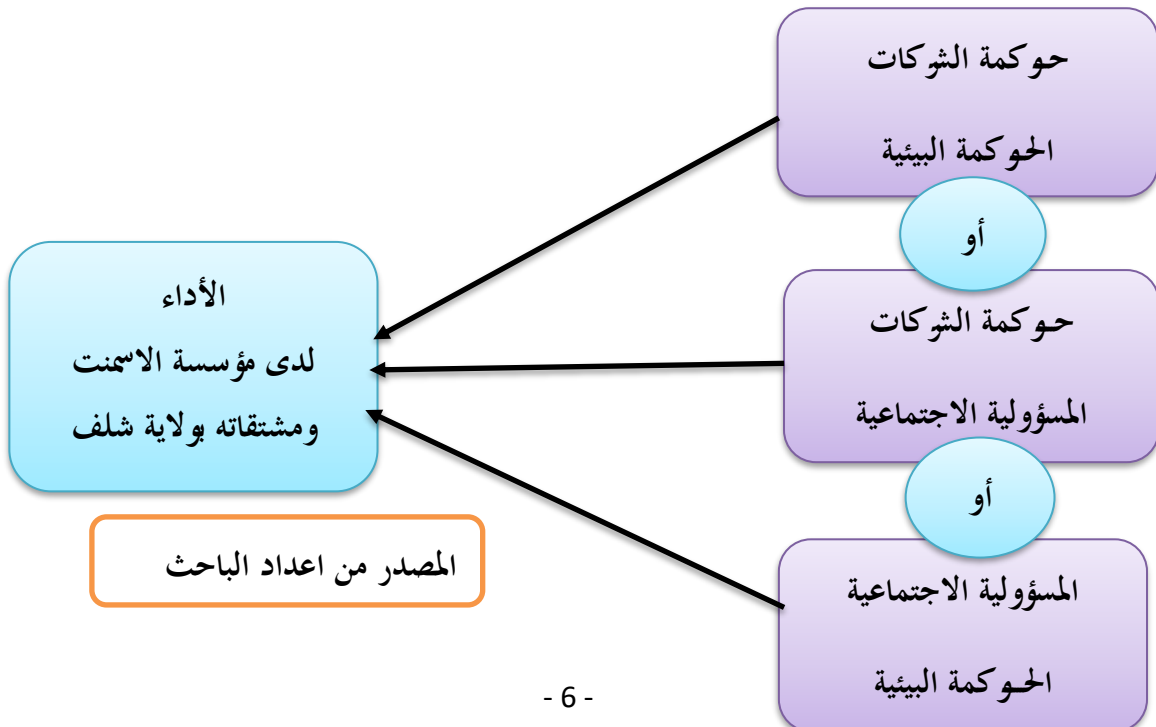 حوكمة الشركات
الحوكمة البيئية
أو
حوكمة الشركات
المسؤولية الاجتماعية
أو
المسؤولية الاجتماعية
الحوكمة البيئية
الأداء
لدى مؤسسة الاسمنت
ومشتقاته بولاية شلف
المصدر من اعداد الباحث
- 6 -